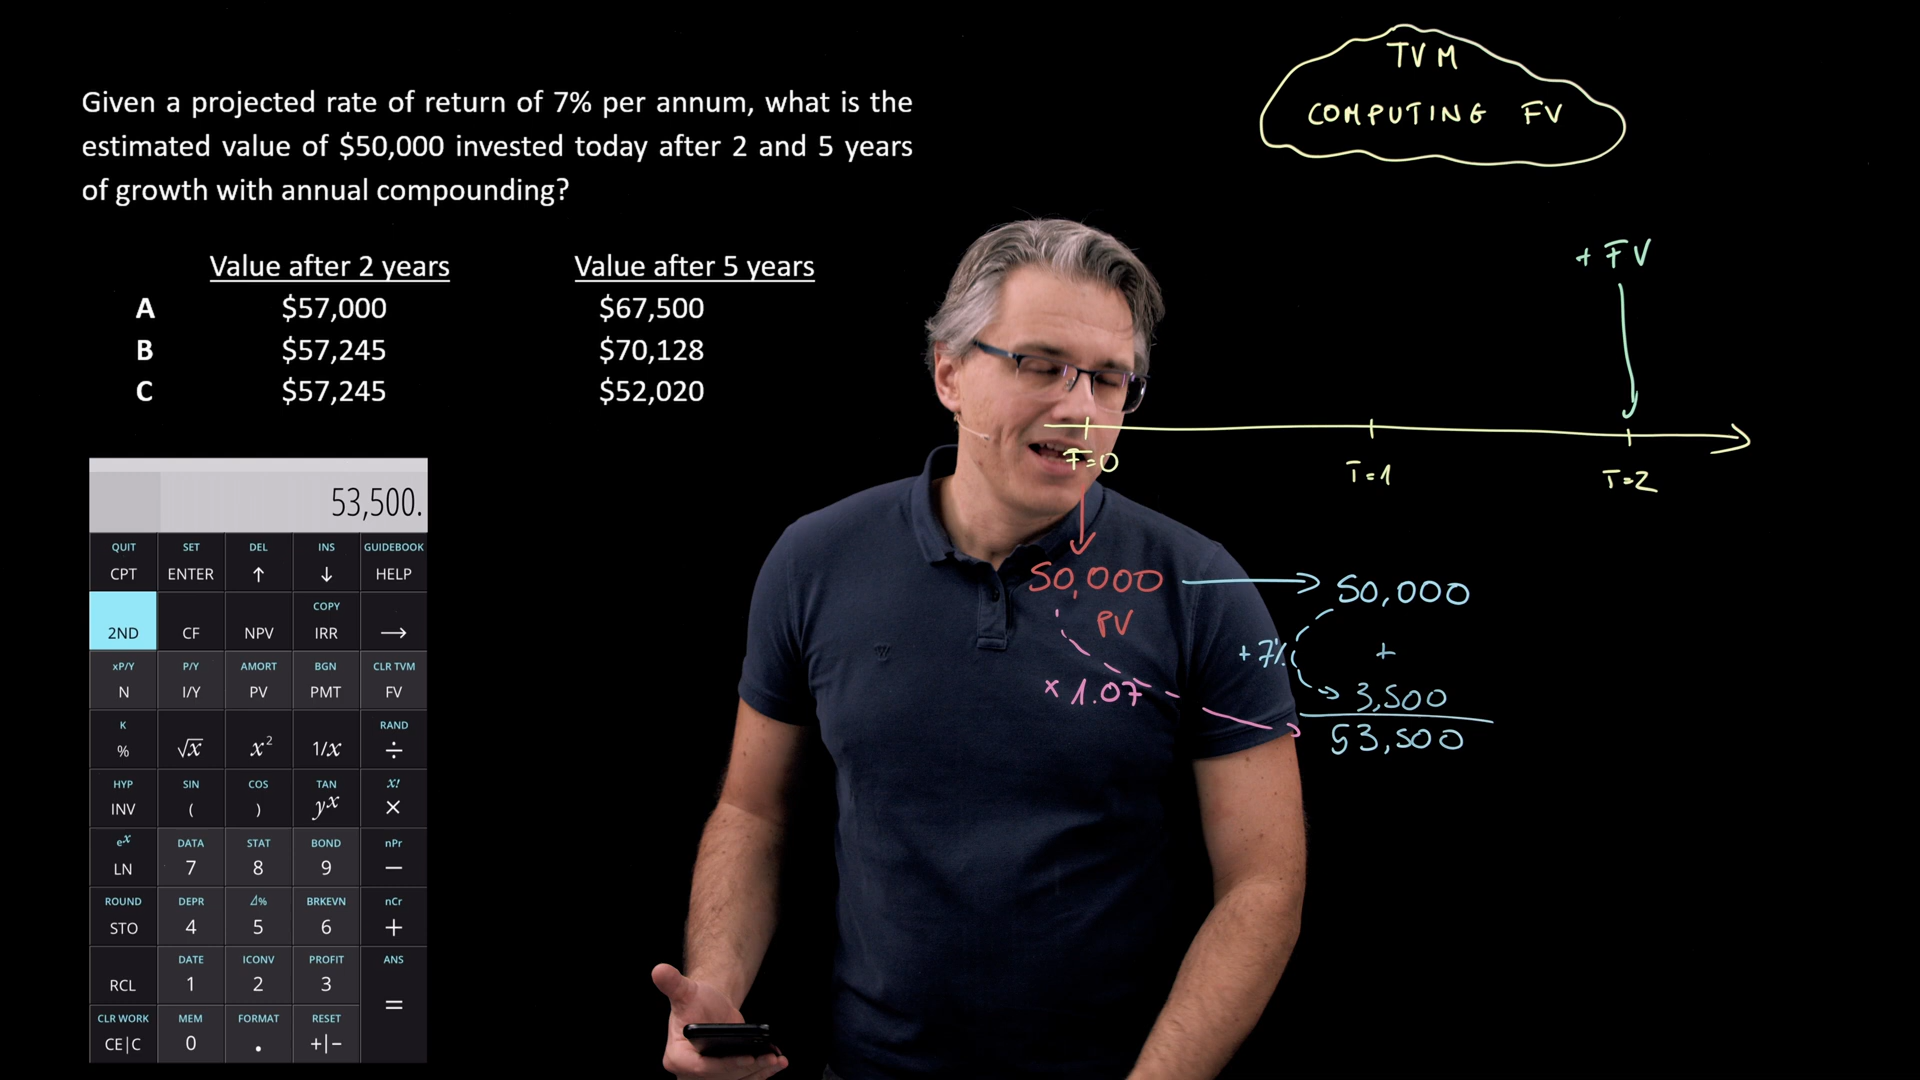 TVM
COMPUTING FV
Given a projected rate of return of 7% per annum, what is the
estimated value of $50,000 invested today after 2 and 5 years
of growth with annual compounding?
Value after 2 years Value after 5 years
A $57,000 $67,500
B $57,245 $70,128
C $57,245 $52,020
+ FV
T=0 T=1 T=2
50,000 50,000
PV
+7% +
× 1.07 3,500
53,500
53,500.
QUIT SET DEL INS GUIDEBOOK
CPT ENTER ↑ ↓ HELP
COPY
2ND CF NPV IRR →
xP/Y P/Y AMORT BGN CLR TVM
N I/Y PV PMT FV
K RAND
% √x x² 1/x ÷
HYP SIN COS TAN x!
INV ( ) yˣ ×
eˣ DATA STAT BOND nPr
LN 7 8 9 −
ROUND DEPR Δ% BRKEVN nCr
STO 4 5 6 +
DATE ICONV PROFIT ANS
RCL 1 2 3 =
CLR WORK MEM FORMAT RESET
CE|C 0 . +|−